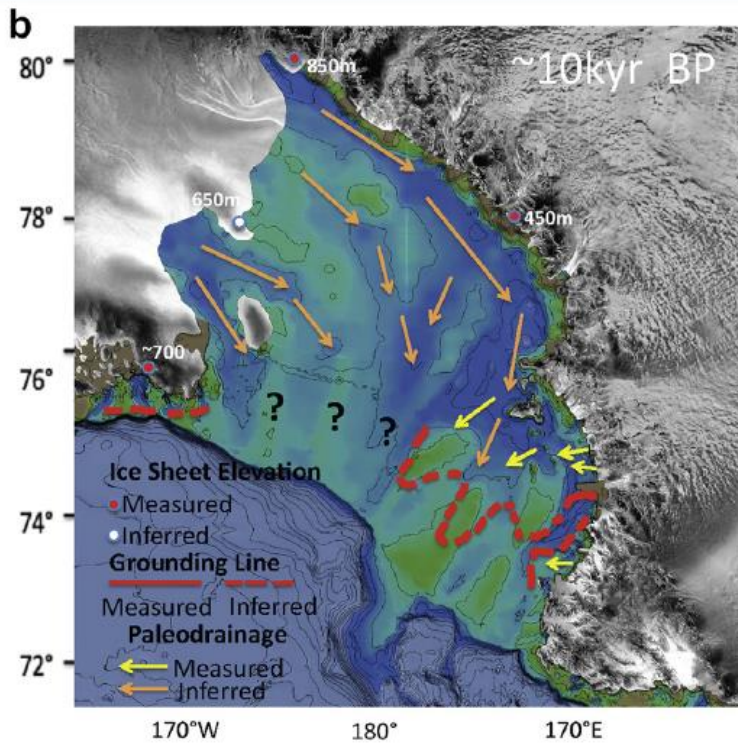 b
80°
850m
~10kyr BP
650m
78°
450m
~700
76°
? ? ?
Ice Sheet Elevation
Measured
Inferred
74°
Grounding Line
Measured Inferred
Paleodrainage
Measured
72°
Inferred
170°W 180° 170°E